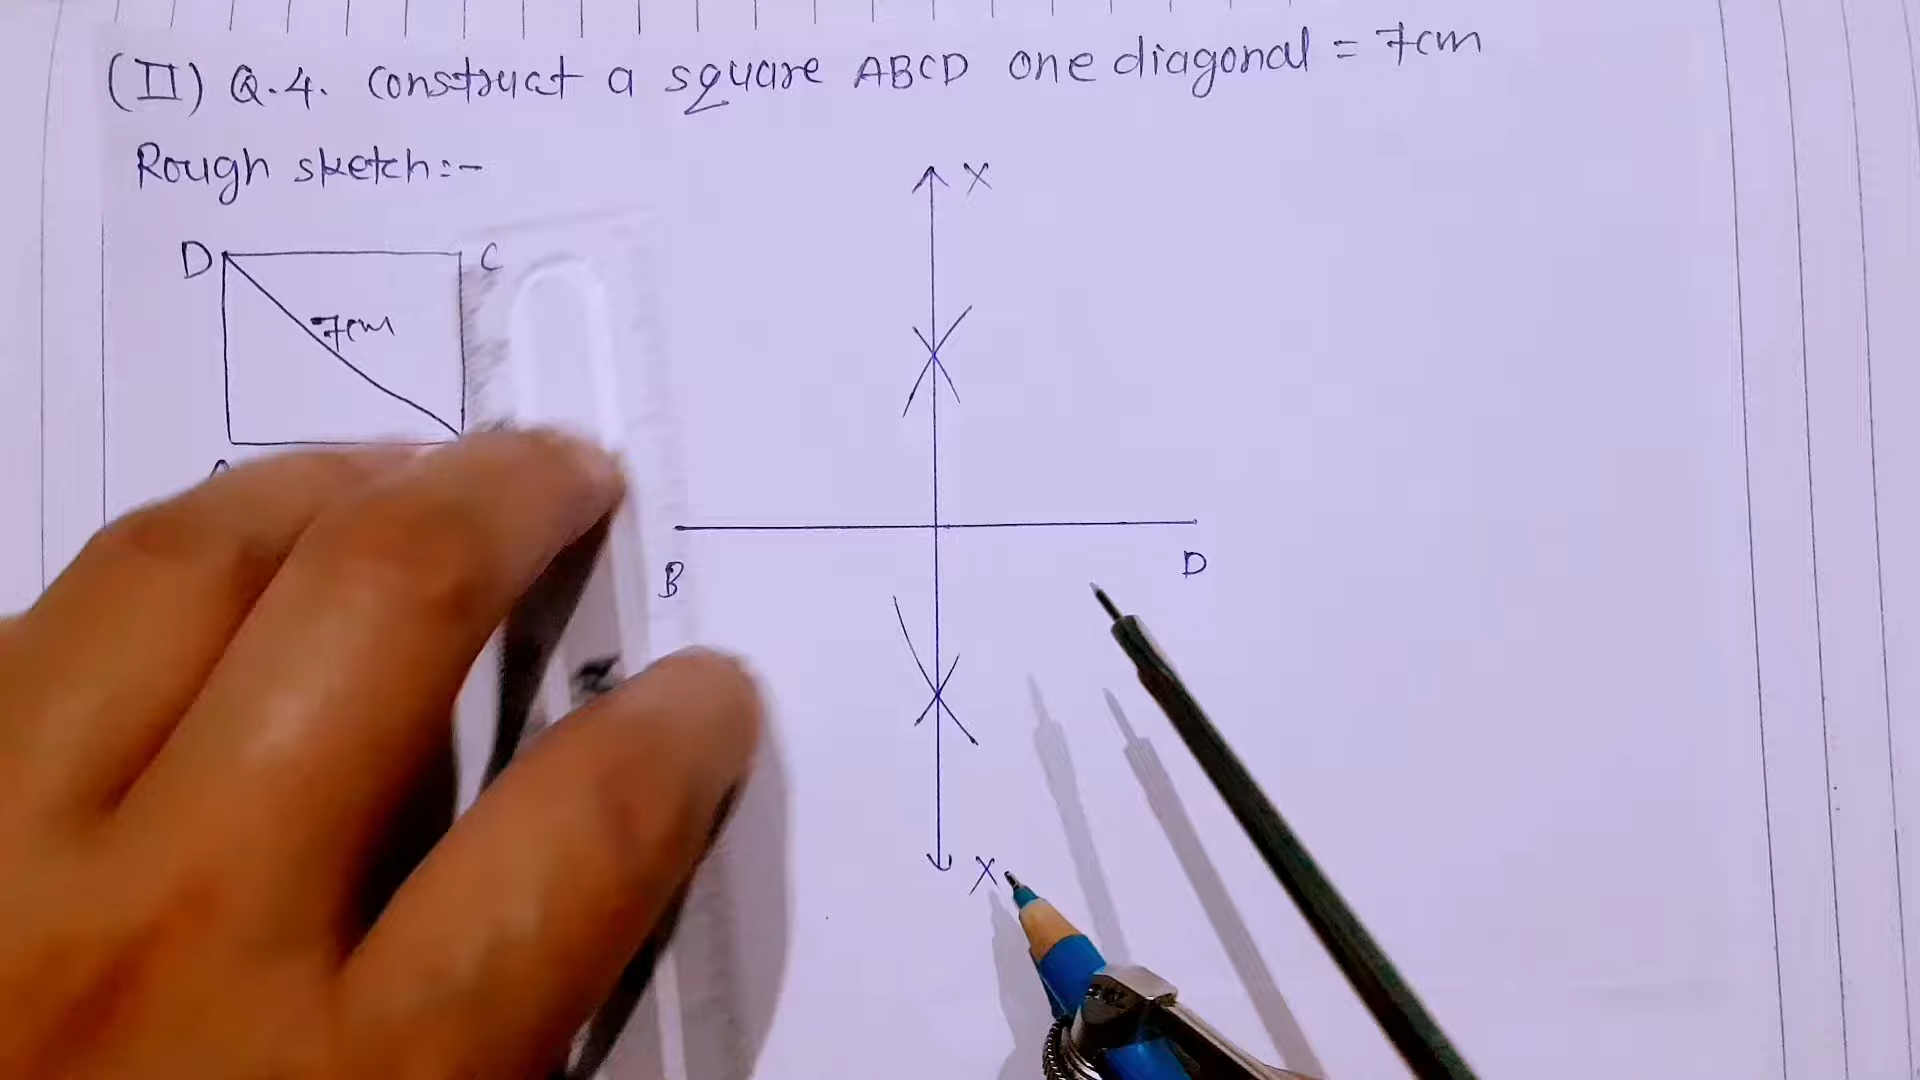 (II) Q.4. Construct a square ABCD one diagonal = 7cm
Rough sketch:-
X
D C
7cm
B D
X